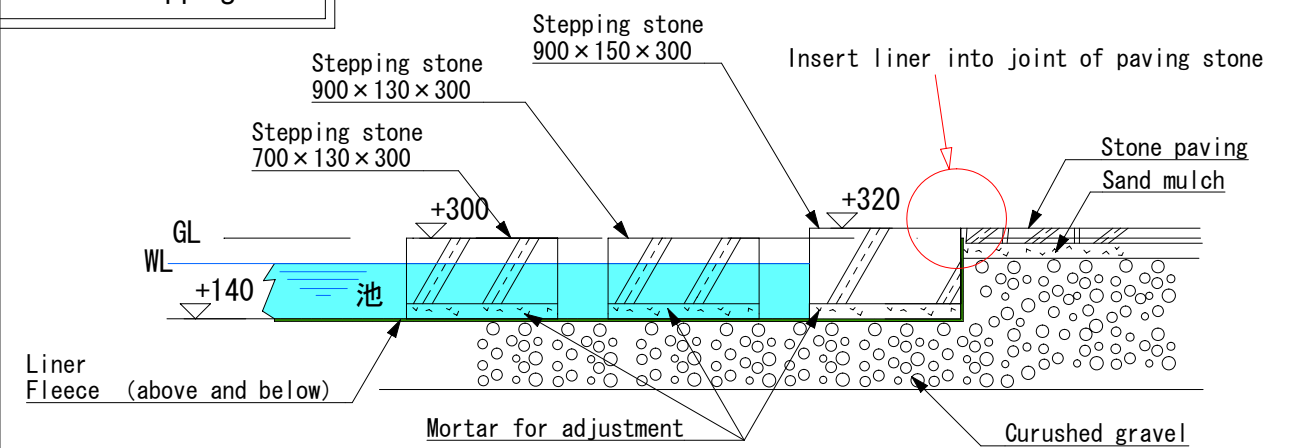 Stepping stone
900×150×300
Insert liner into joint of paving stone
Stepping stone
900×130×300
Stepping stone
700×130×300
Stone paving
Sand mulch
+300
+320
GL
WL
+140
池
Liner
Fleece (above and below)
Mortar for adjustment
Curushed gravel